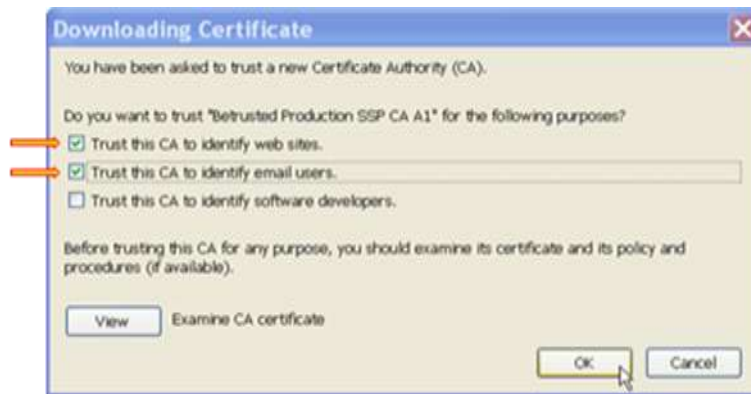 Downloading Certificate
You have been asked to trust a new Certificate Authority (CA).
Do you want to trust "Betrusted Production SSP CA A1" for the following purposes?
Trust this CA to identify web sites.
Trust this CA to identify email users.
Trust this CA to identify software developers.
Before trusting this CA for any purpose, you should examine its certificate and its policy and
procedures (if available).
View Examine CA certificate
OK Cancel